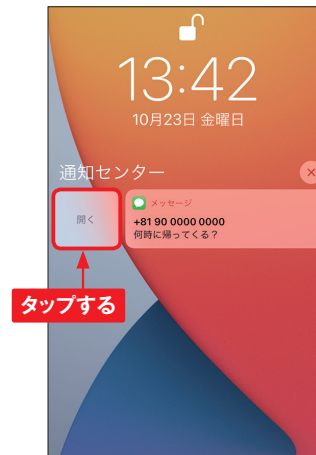 13:42
10月23日 金曜日
通知センター
開く
メッセージ
+81 90 0000 0000
何時に帰ってくる？
タップする